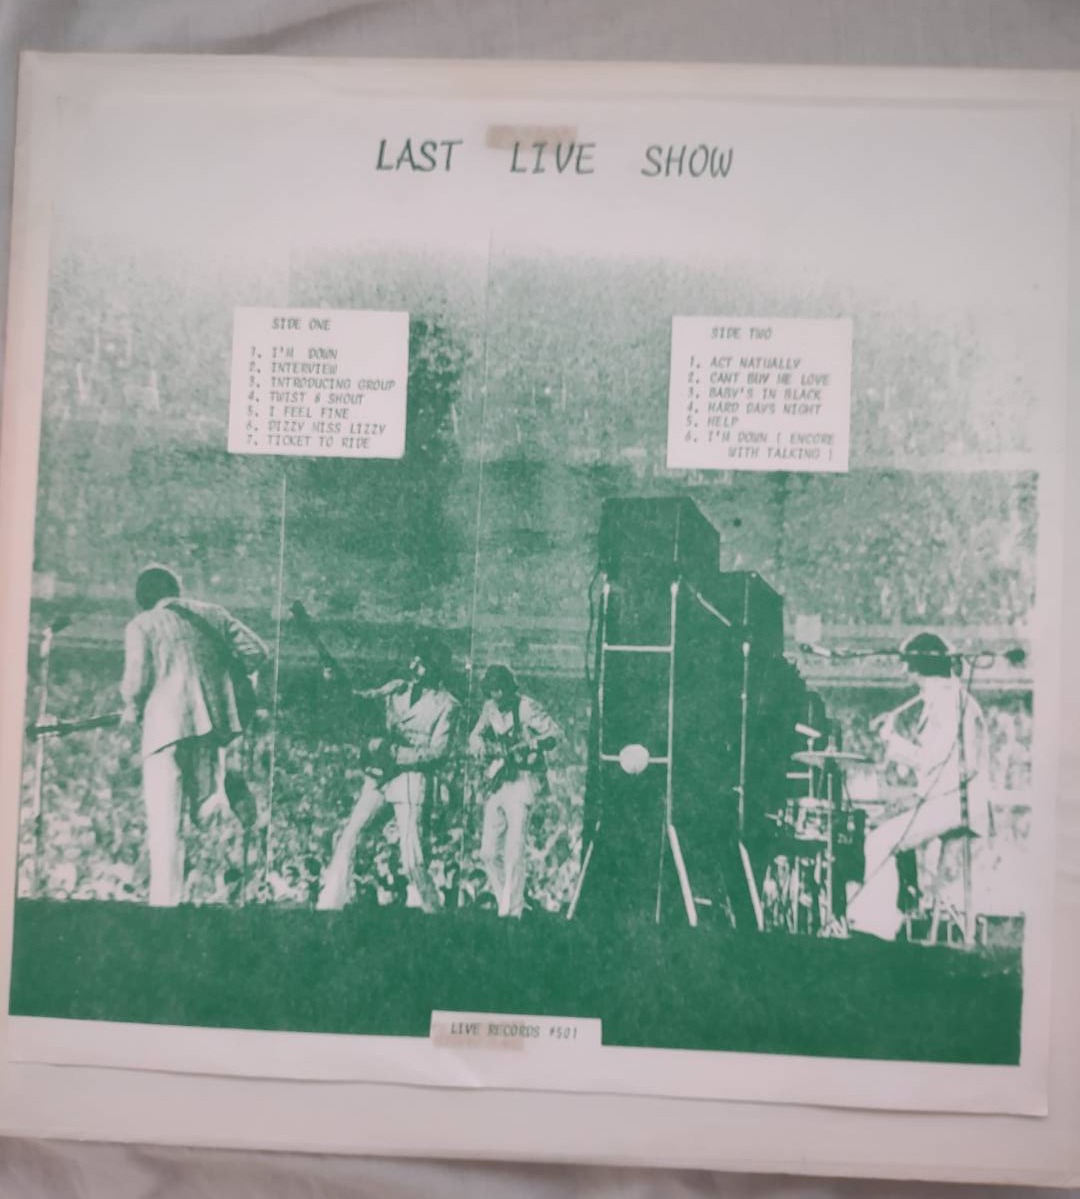 LAST LIVE SHOW
SIDE ONE
1. I'M DOWN
2. INTERVIEW
3. INTRODUCING GROUP
4. TWIST & SHOUT
5. I FEEL FINE
6. DIZZY MISS LIZZY
7. TICKET TO RIDE
SIDE TWO
1. ACT NATUALLY
2. CANT BUY ME LOVE
3. BABY'S IN BLACK
4. HARD DAYS NIGHT
5. HELP
6. I'M DOWN ( ENCORE
WITH TALKING )
LIVE RECORDS #501